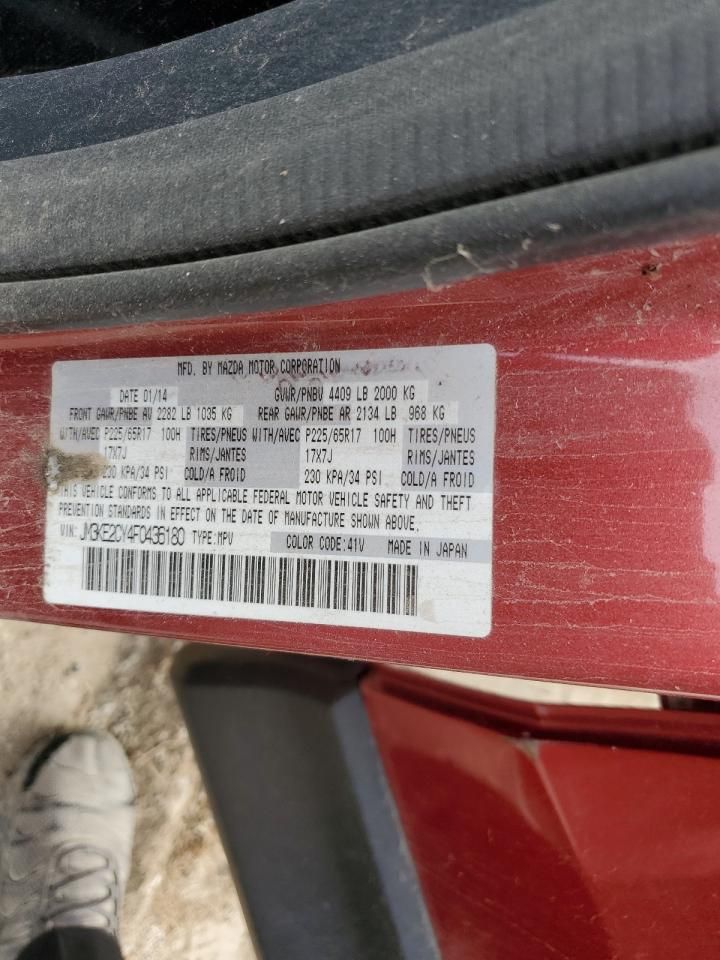 MFD. BY MAZDA MOTOR CORPORATION
DATE 01/14 GVWR/PNBV 4409 LB 2000 KG
FRONT GAWR/PNBE AV 2282 LB 1035 KG REAR GAWR/PNBE AR 2134 LB 968 KG
WITH/AVEC P225/65R17 100H TIRES/PNEUS WITH/AVEC P225/65R17 100H TIRES/PNEUS
17X7J RIMS/JANTES 17X7J RIMS/JANTES
230 KPA/34 PSI COLD/A FROID 230 KPA/34 PSI COLD/A FROID
THIS VEHICLE CONFORMS TO ALL APPLICABLE FEDERAL MOTOR VEHICLE SAFETY AND THEFT
PREVENTION STANDARDS IN EFFECT ON THE DATE OF MANUFACTURE SHOWN ABOVE.
VIN: JM3KE2CY4F0436180 TYPE:MPV COLOR CODE:41V MADE IN JAPAN